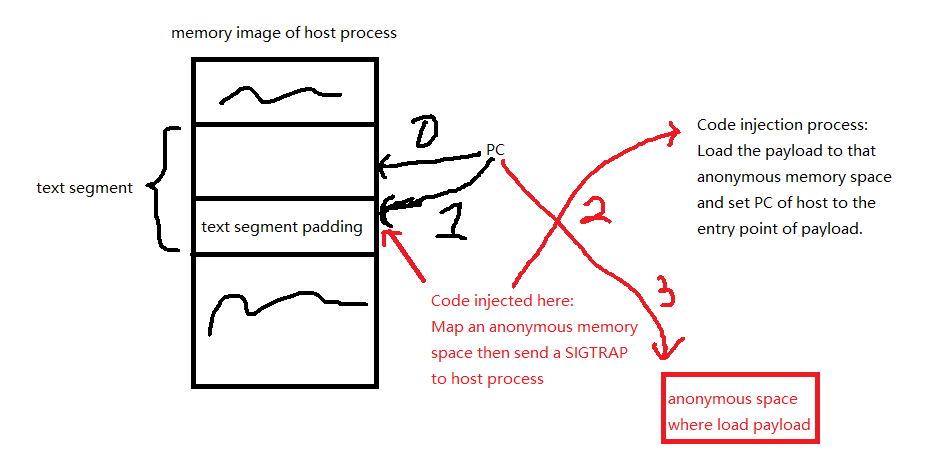 memory image of host process
0
PC
text segment
1
text segment padding
2
Code injection process:
Load the payload to that
anonymous memory space
and set PC of host to the
entry point of payload.
Code injected here:
Map an anonymous memory
space then send a SIGTRAP
to host process
3
anonymous space
where load payload